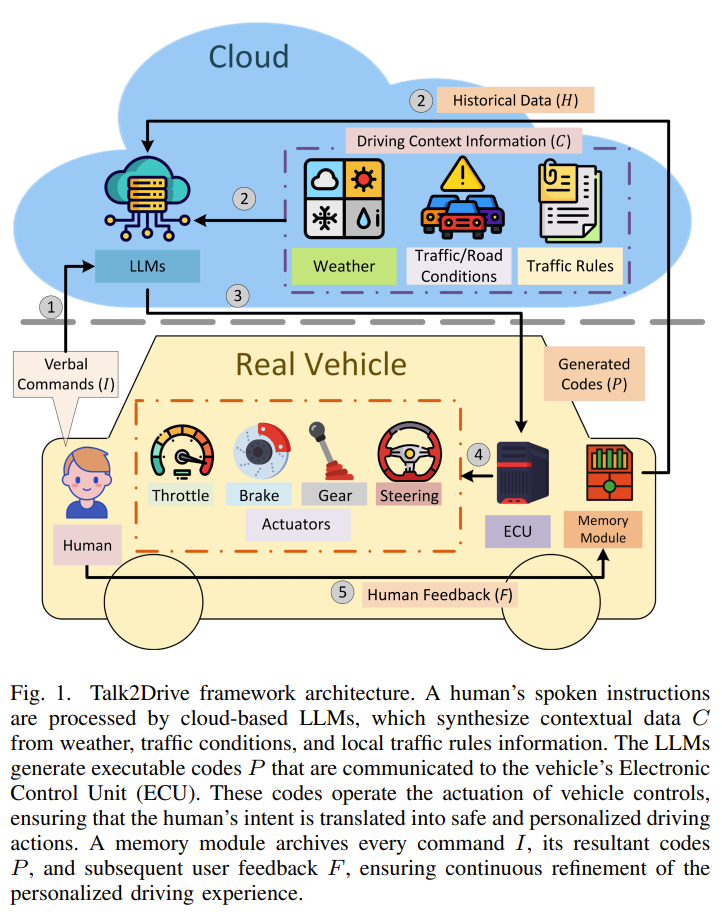 Cloud
2 Historical Data (H)
Driving Context Information (C)
2
LLMs
Weather
Traffic/Road
Conditions
Traffic Rules
1
3
Verbal
Commands (I)
Real Vehicle
Generated
Codes (P)
Throttle
Brake
Gear
Steering
Actuators
4
ECU
Memory
Module
Human
5 Human Feedback (F)
Fig. 1. Talk2Drive framework architecture. A human's spoken instructions
are processed by cloud-based LLMs, which synthesize contextual data C
from weather, traffic conditions, and local traffic rules information. The LLMs
generate executable codes P that are communicated to the vehicle's Electronic
Control Unit (ECU). These codes operate the actuation of vehicle controls,
ensuring that the human's intent is translated into safe and personalized driving
actions. A memory module archives every command I, its resultant codes
P, and subsequent user feedback F, ensuring continuous refinement of the
personalized driving experience.